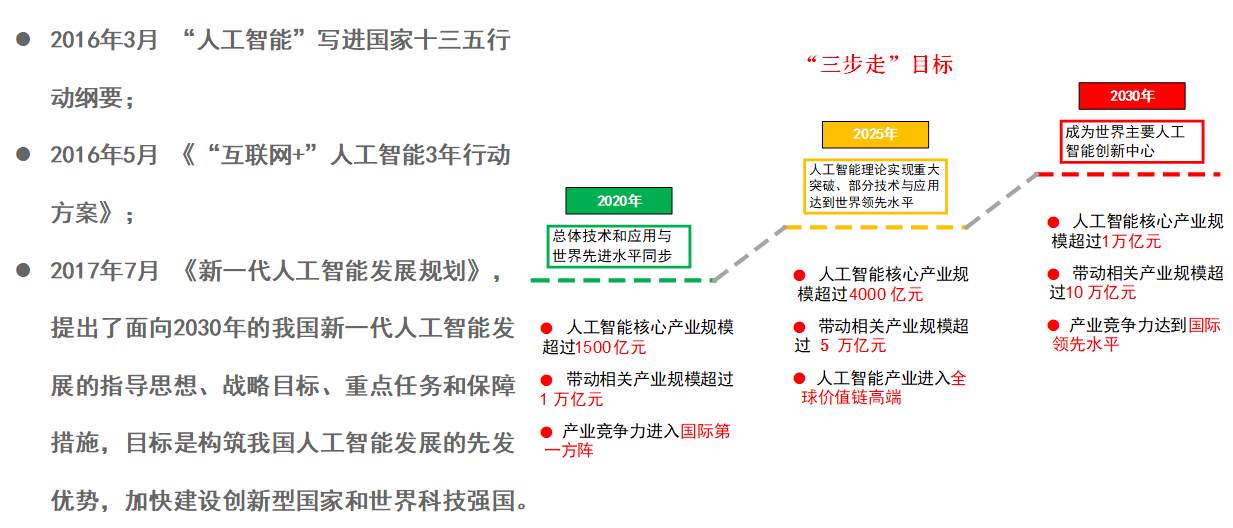 ● 2016年3月 “人工智能”写进国家十三五行
动纲要；
● 2016年5月 《 “互联网+”人工智能3年行动
方案》；
● 2017年7月 《新一代人工智能发展规划》，
提出了面向2030年的我国新一代人工智能发
展的指导思想、战略目标、重点任务和保障
措施，目标是构筑我国人工智能发展的先发
优势，加快建设创新型国家和世界科技强国。
“三步走”目标
2020年
总体技术和应用与
世界先进水平同步
● 人工智能核心产业规模
超过1500亿元
● 带动相关产业规模超过
1 万亿元
● 产业竞争力进入国际第
一方阵
2025年
人工智能理论实现重大
突破、部分技术与应用
达到世界领先水平
● 人工智能核心产业规
模超过4000 亿元
● 带动相关产业规模超
过 5 万亿元
● 人工智能产业进入全
球价值链高端
2030年
成为世界主要人工
智能创新中心
● 人工智能核心产业规
模超过1万亿元
● 带动相关产业规模超
过10 万亿元
● 产业竞争力达到国际
领先水平